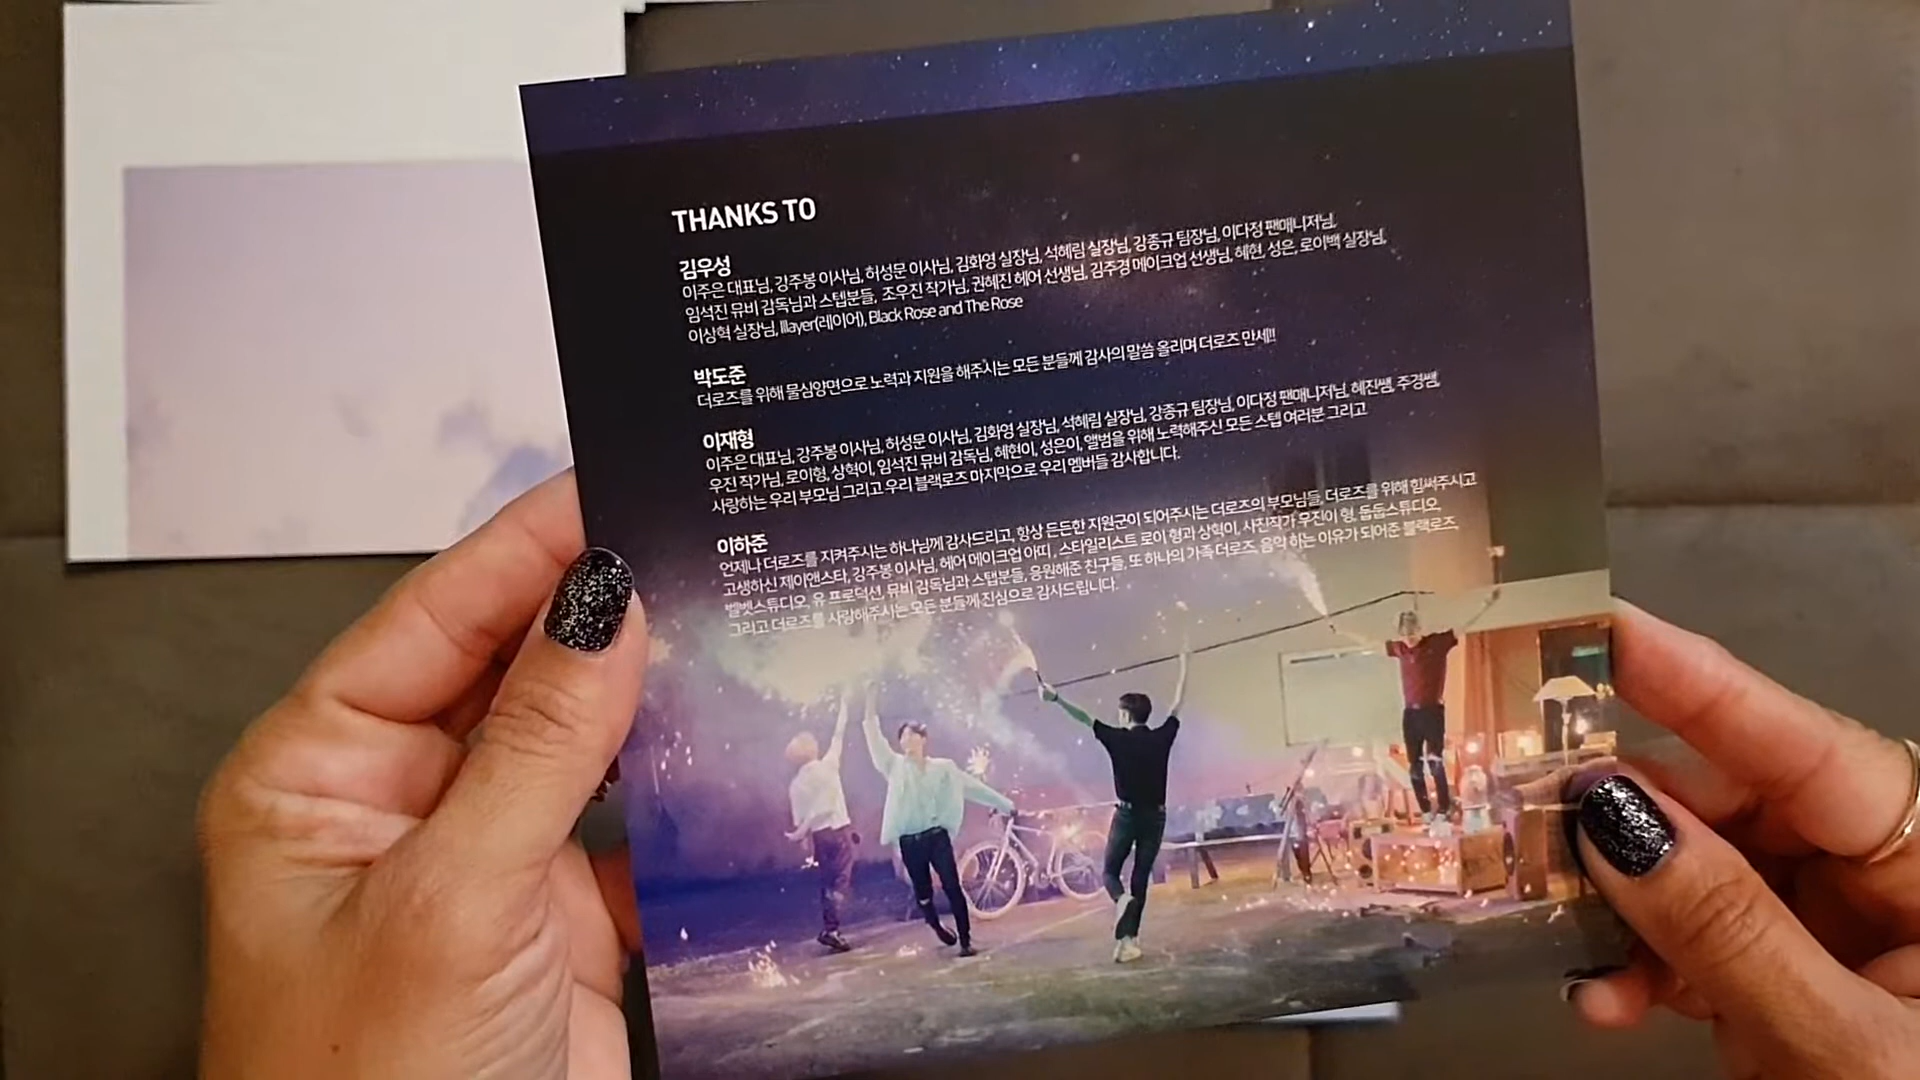 THANKS TO
김우성
이주은 대표님, 강주봉 이사님, 허성문 이사님, 김화영 실장님, 석혜림 실장님, 강종규 팀장님, 이다정 팬매니저님,
임석진 뮤비 감독님과 스텝분들, 조우진 작가님, 권혜진 헤어 선생님, 김주경 메이크업 선생님, 혜현, 성은, 로이백 실장님,
이상혁 실장님, Illayer(레이어), Black Rose and The Rose
박도준
더로즈를 위해 물심양면으로 노력과 지원을 해주시는 모든 분들께 감사의 말씀 올리며 더로즈 만세!!
이재형
이주은 대표님, 강주봉 이사님, 허성문 이사님, 김화영 실장님, 석혜림 실장님, 강종규 팀장님, 이다정 팬매니저님, 혜진쌤, 주경쌤,
우진 작가님, 로이형, 상혁이, 임석진 뮤비 감독님, 혜현이, 성은이, 앨범을 위해 노력해주신 모든 스텝 여러분 그리고
사랑하는 우리 부모님 그리고 우리 블랙로즈 마지막으로 우리 멤버들 감사합니다.
이하준
언제나 더로즈를 지켜주시는 하나님께 감사드리고, 항상 든든한 지원군이 되어주시는 더로즈의 부모님들, 더로즈를 위해 힘써주시고
고생하신 제이앤스타, 강주봉 이사님, 헤어 메이크업 아띠, 스타일리스트 로이 형과 상혁이, 사진작가 우진이 형, 돕돕스튜디오,
벨벳스튜디오, 유 프로덕션, 뮤비 감독님과 스탭분들, 응원해준 친구들, 또 하나의 가족 더로즈, 음악 하는 이유가 되어준 블랙로즈,
그리고 더로즈를 사랑해주시는 모든 분들께 진심으로 감사드립니다.